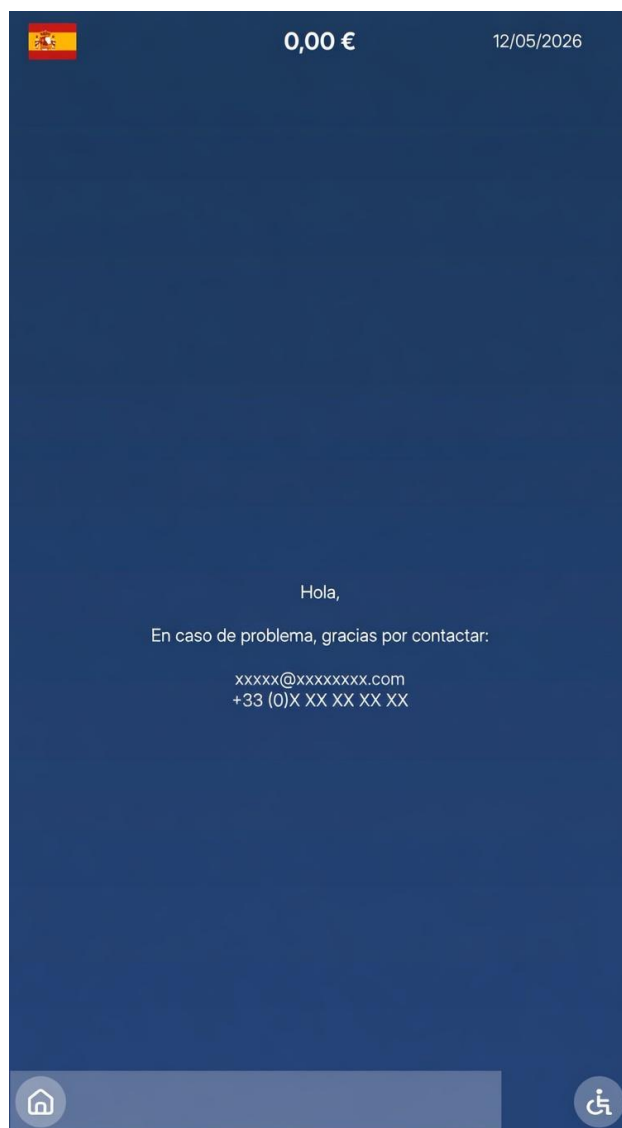 0,00 €
12/05/2026
Hola,
En caso de problema, gracias por contactar:
xxxxx@xxxxxxxx.com
+33 (0)X XX XX XX XX